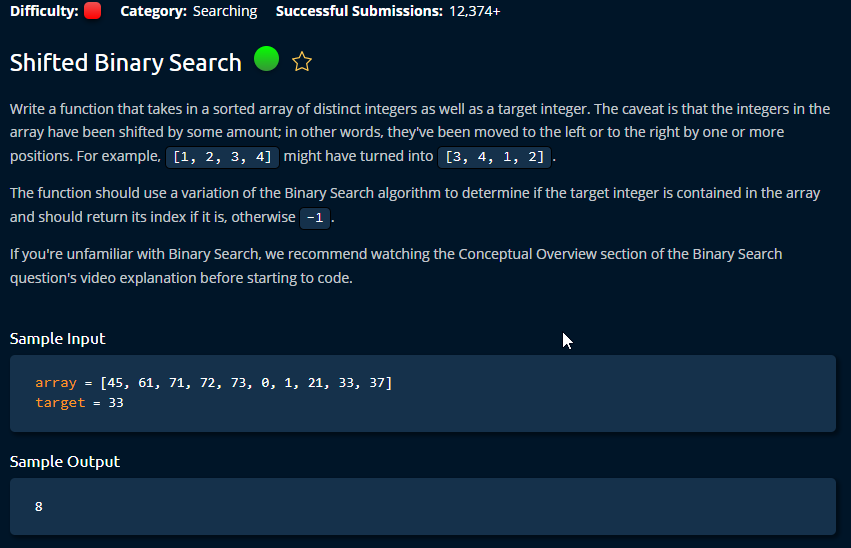 Difficulty: Category: Searching Successful Submissions: 12,374+
Shifted Binary Search
Write a function that takes in a sorted array of distinct integers as well as a target integer. The caveat is that the integers in the
array have been shifted by some amount; in other words, they've been moved to the left or to the right by one or more
positions. For example, [1, 2, 3, 4] might have turned into [3, 4, 1, 2].
The function should use a variation of the Binary Search algorithm to determine if the target integer is contained in the array
and should return its index if it is, otherwise -1.
If you're unfamiliar with Binary Search, we recommend watching the Conceptual Overview section of the Binary Search
question's video explanation before starting to code.
Sample Input
array = [45, 61, 71, 72, 73, 0, 1, 21, 33, 37]
target = 33
Sample Output
8